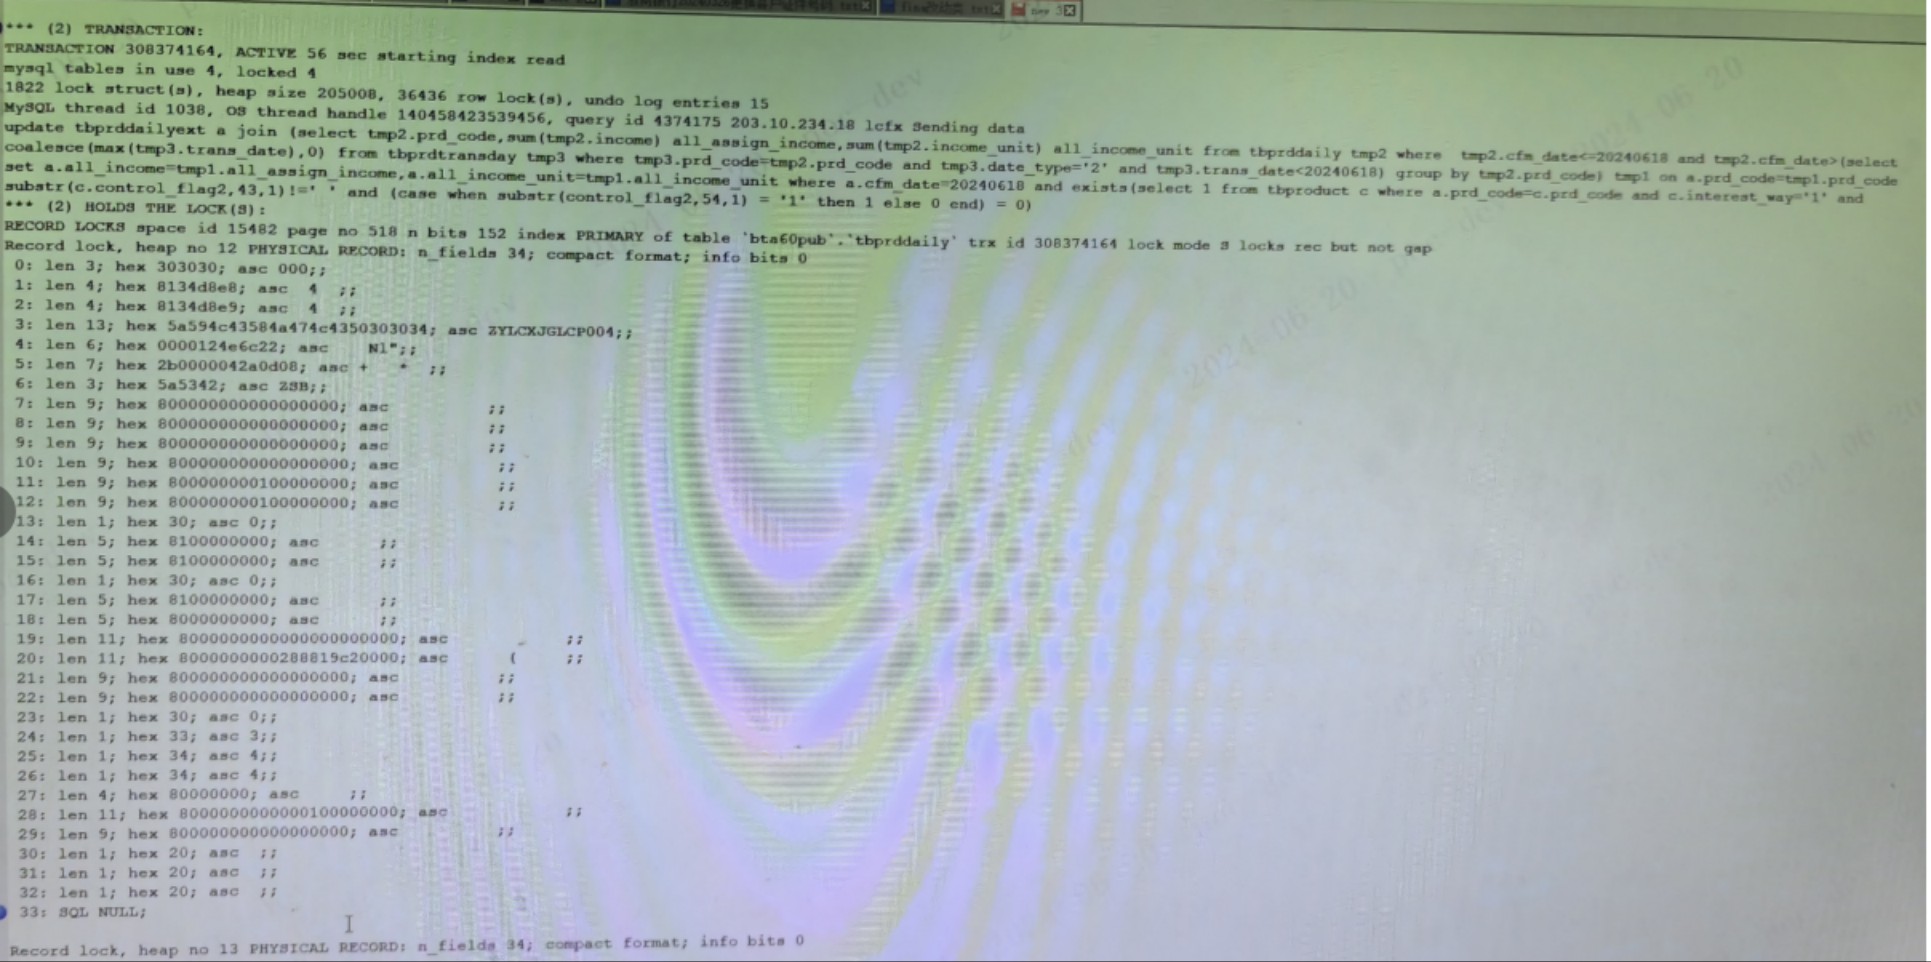 new 3
*** (2) TRANSACTION:
TRANSACTION 308374164, ACTIVE 56 sec starting index read
mysql tables in use 4, locked 4
1822 lock struct(s), heap size 205008, 36436 row lock(s), undo log entries 15
MySQL thread id 1038, OS thread handle 140458423539456, query id 4374175 203.10.234.18 lcfx Sending data
update tbprddailyext a join (select tmp2.prd_code,sum(tmp2.income) all_assign_income,sum(tmp2.income_unit) all_income_unit from tbprddaily tmp2 where  tmp2.cfm_date<=20240618 and tmp2.cfm_date>(select
coalesce(max(tmp3.trans_date),0) from tbprdtransday tmp3 where tmp3.prd_code=tmp2.prd_code and tmp3.date_type='2' and tmp3.trans_date<20240618) group by tmp2.prd_code) tmp1 on a.prd_code=tmp1.prd_code
set a.all_income=tmp1.all_assign_income,a.all_income_unit=tmp1.all_income_unit where a.cfm_date=20240618 and exists(select 1 from tbproduct c where a.prd_code=c.prd_code and c.interest_way='1' and
substr(c.control_flag2,43,1)!=' ' and (case when substr(control_flag2,54,1) = '1' then 1 else 0 end) = 0)
*** (2) HOLDS THE LOCK(S):
RECORD LOCKS space id 15482 page no 518 n bits 152 index PRIMARY of table `bta60pub`.`tbprddaily` trx id 308374164 lock mode S locks rec but not gap
Record lock, heap no 12 PHYSICAL RECORD: n_fields 34; compact format; info bits 0
0: len 3; hex 303030; asc 000;;
1: len 4; hex 8134d8e8; asc  4  ;;
2: len 4; hex 8134d8e9; asc  4  ;;
3: len 13; hex 5a594c43584a474c4350303034; asc ZYLCXJGLCP004;;
4: len 6; hex 0000124e6c22; asc    Nl";;
5: len 7; hex 2b0000042a0d08; asc +   *  ;;
6: len 3; hex 5a5342; asc ZSB;;
7: len 9; hex 800000000000000000; asc          ;;
8: len 9; hex 800000000000000000; asc          ;;
9: len 9; hex 800000000000000000; asc          ;;
10: len 9; hex 800000000000000000; asc          ;;
11: len 9; hex 800000000100000000; asc          ;;
12: len 9; hex 800000000100000000; asc          ;;
13: len 1; hex 30; asc 0;;
14: len 5; hex 8100000000; asc      ;;
15: len 5; hex 8100000000; asc      ;;
16: len 1; hex 30; asc 0;;
17: len 5; hex 8100000000; asc      ;;
18: len 5; hex 8000000000; asc      ;;
19: len 11; hex 8000000000000000000000; asc            ;;
20: len 11; hex 8000000000288819c20000; asc      (     ;;
21: len 9; hex 800000000000000000; asc          ;;
22: len 9; hex 800000000000000000; asc          ;;
23: len 1; hex 30; asc 0;;
24: len 1; hex 33; asc 3;;
25: len 1; hex 34; asc 4;;
26: len 1; hex 34; asc 4;;
27: len 4; hex 80000000; asc     ;;
28: len 11; hex 8000000000000100000000; asc            ;;
29: len 9; hex 800000000000000000; asc          ;;
30: len 1; hex 20; asc  ;;
31: len 1; hex 20; asc  ;;
32: len 1; hex 20; asc  ;;
33: SQL NULL;
Record lock, heap no 13 PHYSICAL RECORD: n_fields 34; compact format; info bits 0